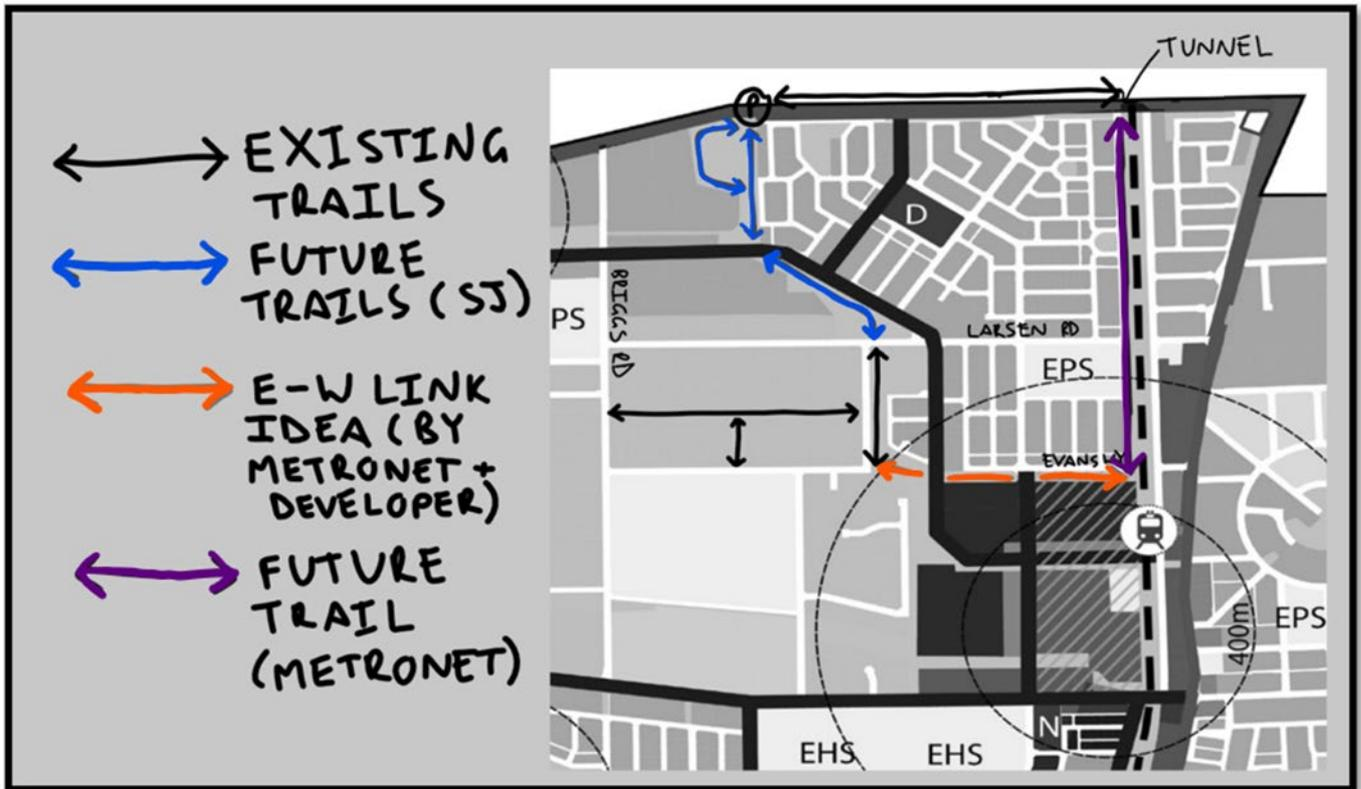 TUNNEL
P
EXISTING
TRAILS
FUTURE
TRAILS (SJ)
E-W LINK
IDEA (BY
METRONET +
DEVELOPER)
FUTURE
TRAIL
(METRONET)
D
PS
BRIGGS RD
LARSEN RD
EPS
EVANS WY
400m
EPS
N
EHS
EHS